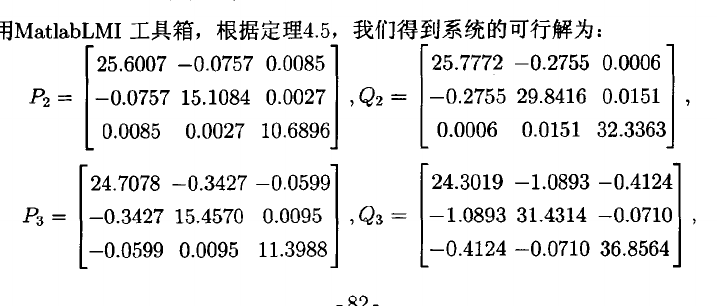 用MatlabLMI 工具箱，根据定理4.5，我们得到系统的可行解为：
25.6007 −0.0757 0.0085
25.7772 −0.2755 0.0006
P₂ = −0.0757 15.1084 0.0027 , Q₂ = −0.2755 29.8416 0.0151 ,
0.0085 0.0027 10.6896
0.0006 0.0151 32.3363
24.7078 −0.3427 −0.0599
24.3019 −1.0893 −0.4124
P₃ = −0.3427 15.4570 0.0095 , Q₃ = −1.0893 31.4314 −0.0710 ,
−0.0599 0.0095 11.3988
−0.4124 −0.0710 36.8564
- 82 -